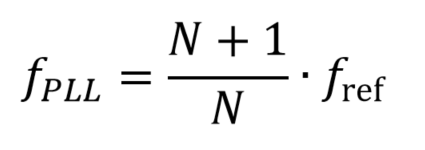 f_PLL = (N + 1)/N · f_ref